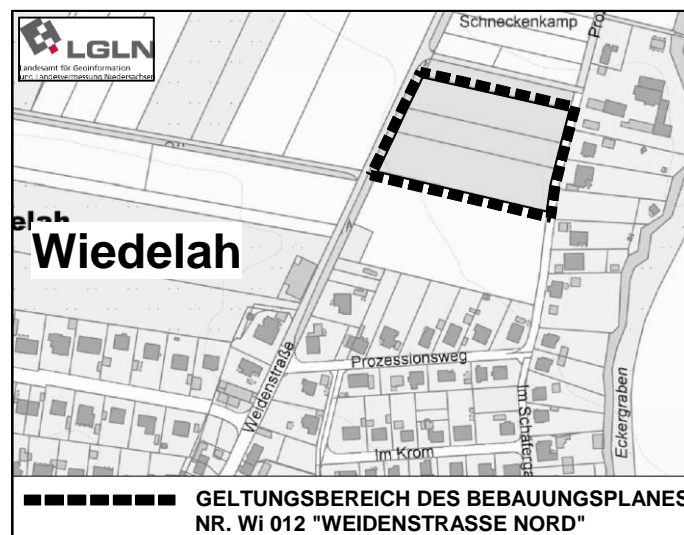 LGLN
Landesamt für Geoinformation
und Landesvermessung Niedersachsen
Schneckenkamp
Wiedelah
Prozessionsweg
Weidenstraße
Im Krom
Eckergraben
GELTUNGSBEREICH DES BEBAUUNGSPLANES
NR. Wi 012 "WEIDENSTRASSE NORD"